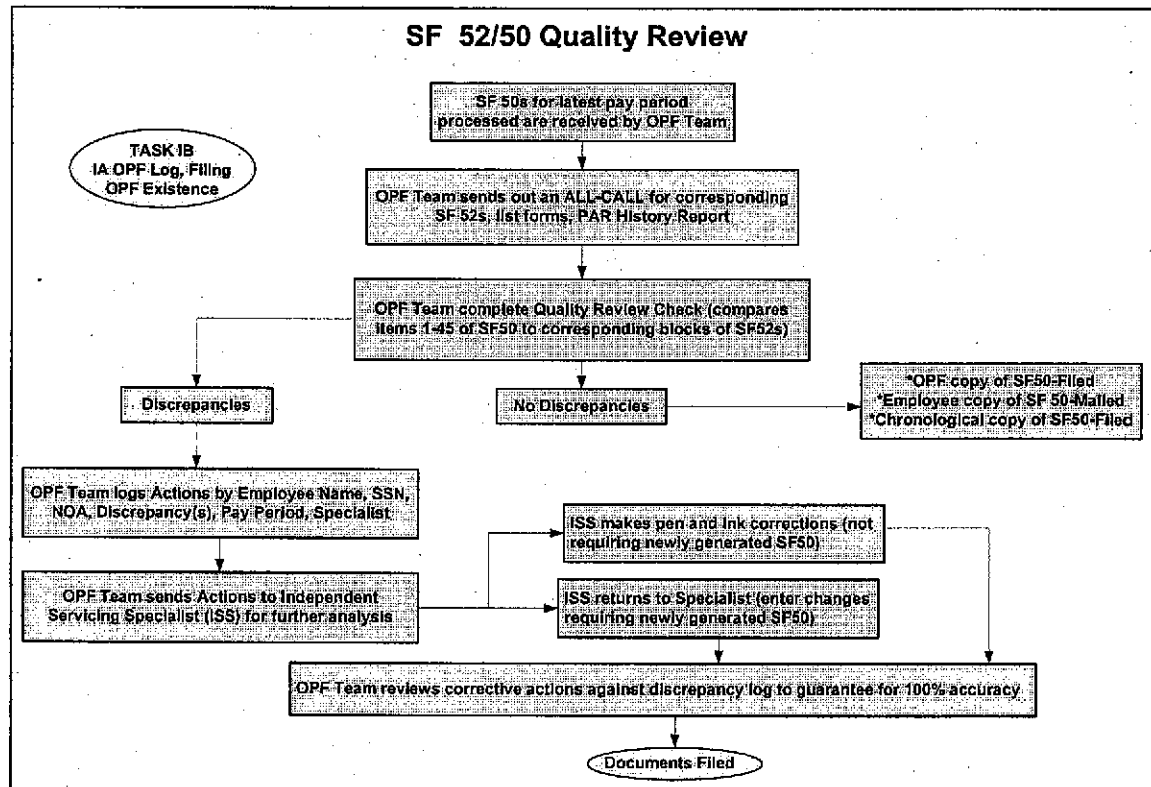 SF 52/50 Quality Review
SF 50s for latest pay period
processed are received by OPF Team
TASK IB
IA OPF Log, Filing
OPF Existence
OPF Team sends out an ALL-CALL for corresponding
SF 52s, list forms, PAR History Report
OPF Team complete Quality Review Check (compares
items 1-45 of SF50 to corresponding blocks of SF52s)
Discrepancies
No Discrepancies
*OPF copy of SF50-Filed
*Employee copy of SF 50-Mailed
*Chronological copy of SF50-Filed
OPF Team logs Actions by Employee Name, SSN,
NOA, Discrepancy(s), Pay Period, Specialist
ISS makes pen and ink corrections (not
requiring newly generated SF50)
OPF Team sends Actions to Independent
Servicing Specialist (ISS) for further analysis
ISS returns to Specialist (enter changes
requiring newly generated SF50)
OPF Team reviews corrective actions against discrepancy log to guarantee for 100% accuracy
Documents Filed